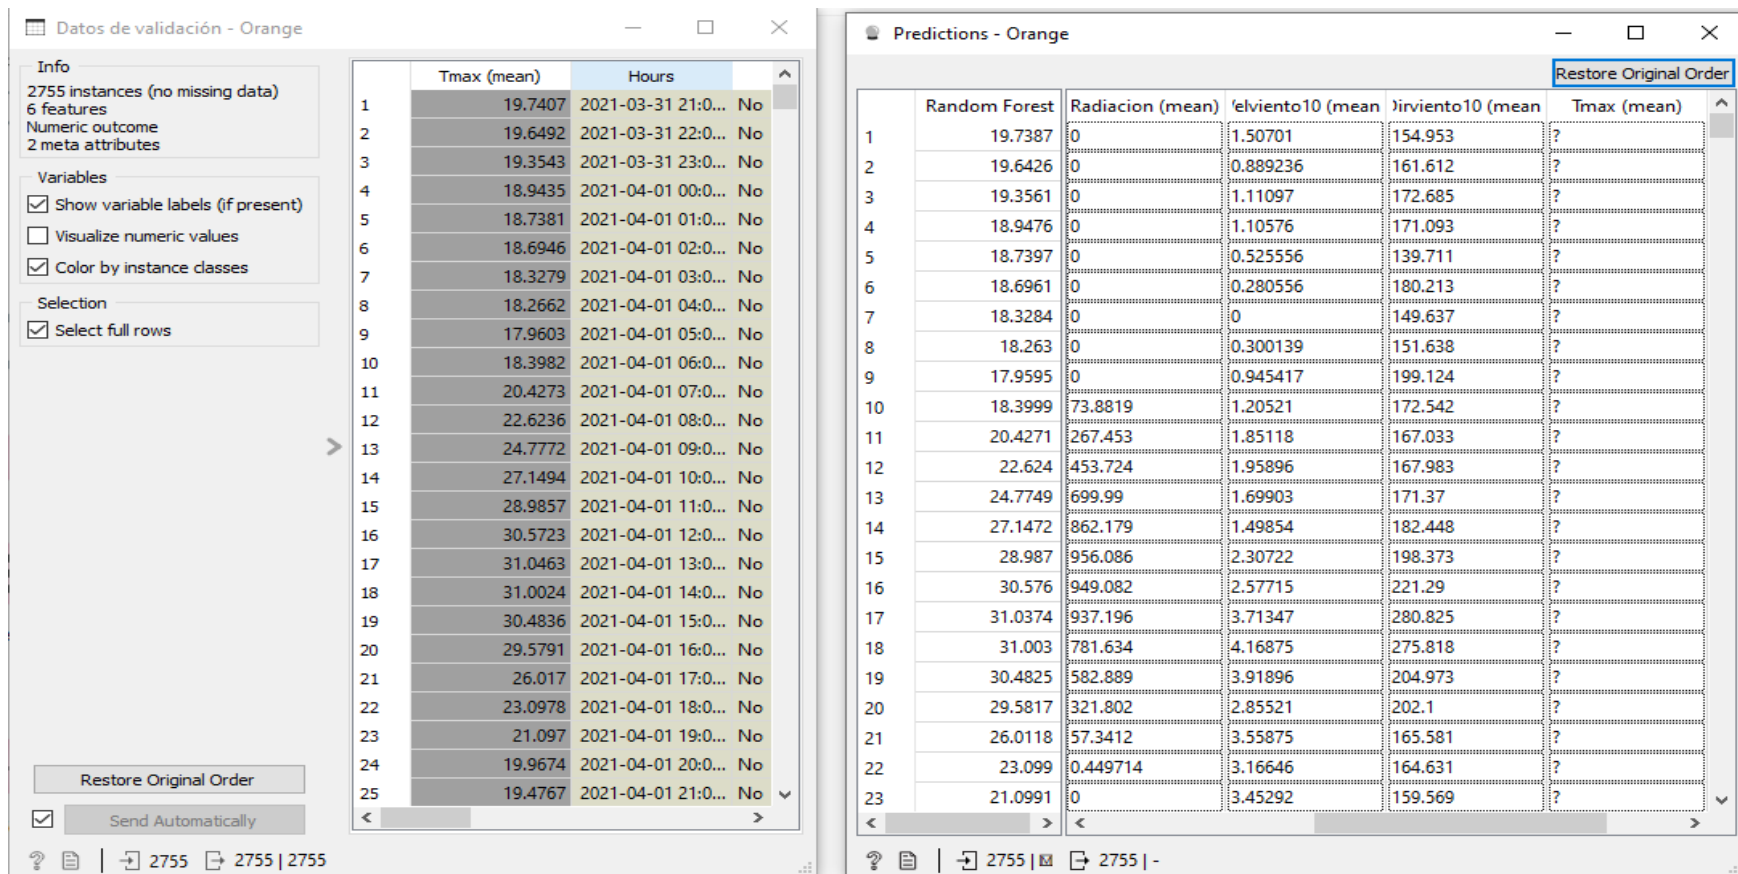 Datos de validación - Orange
Info
2755 instances (no missing data)
6 features
Numeric outcome
2 meta attributes
Variables
Show variable labels (if present)
Visualize numeric values
Color by instance classes
Selection
Select full rows
Restore Original Order
Send Automatically
Tmax (mean) Hours
1 19.7407 2021-03-31 21:0... No
2 19.6492 2021-03-31 22:0... No
3 19.3543 2021-03-31 23:0... No
4 18.9435 2021-04-01 00:0... No
5 18.7381 2021-04-01 01:0... No
6 18.6946 2021-04-01 02:0... No
7 18.3279 2021-04-01 03:0... No
8 18.2662 2021-04-01 04:0... No
9 17.9603 2021-04-01 05:0... No
10 18.3982 2021-04-01 06:0... No
11 20.4273 2021-04-01 07:0... No
12 22.6236 2021-04-01 08:0... No
13 24.7772 2021-04-01 09:0... No
14 27.1494 2021-04-01 10:0... No
15 28.9857 2021-04-01 11:0... No
16 30.5723 2021-04-01 12:0... No
17 31.0463 2021-04-01 13:0... No
18 31.0024 2021-04-01 14:0... No
19 30.4836 2021-04-01 15:0... No
20 29.5791 2021-04-01 16:0... No
21 26.017 2021-04-01 17:0... No
22 23.0978 2021-04-01 18:0... No
23 21.097 2021-04-01 19:0... No
24 19.9674 2021-04-01 20:0... No
25 19.4767 2021-04-01 21:0... No
? 2755 2755 | 2755
Predictions - Orange
Restore Original Order
Random Forest Radiacion (mean) elviento10 (mean irviento10 (mean Tmax (mean)
1 19.7387 0 1.50701 154.953 ?
2 19.6426 0 0.889236 161.612 ?
3 19.3561 0 1.11097 172.685 ?
4 18.9476 0 1.10576 171.093 ?
5 18.7397 0 0.525556 139.711 ?
6 18.6961 0 0.280556 180.213 ?
7 18.3284 0 0 149.637 ?
8 18.263 0 0.300139 151.638 ?
9 17.9595 0 0.945417 199.124 ?
10 18.3999 73.8819 1.20521 172.542 ?
11 20.4271 267.453 1.85118 167.033 ?
12 22.624 453.724 1.95896 167.983 ?
13 24.7749 699.99 1.69903 171.37 ?
14 27.1472 862.179 1.49854 182.448 ?
15 28.987 956.086 2.30722 198.373 ?
16 30.576 949.082 2.57715 221.29 ?
17 31.0374 937.196 3.71347 280.825 ?
18 31.003 781.634 4.16875 275.818 ?
19 30.4825 582.889 3.91896 204.973 ?
20 29.5817 321.802 2.85521 202.1 ?
21 26.0118 57.3412 3.55875 165.581 ?
22 23.099 0.449714 3.16646 164.631 ?
23 21.0991 0 3.45292 159.569 ?
? 2755 | 2755 | -